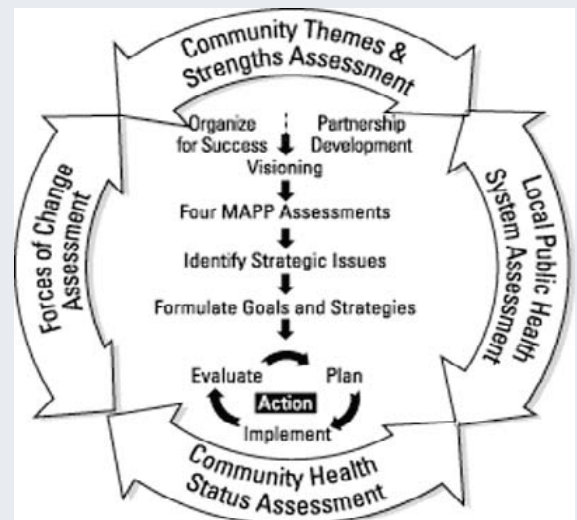 Community Themes &
Strengths Assessment
Organize
for Success
Partnership
Development
Visioning
Four MAPP Assessments
Identify Strategic Issues
Formulate Goals and Strategies
Evaluate
Plan
Action
Implement
Forces of Change
Assessment
Local Public Health
System Assessment
Community Health
Status Assessment